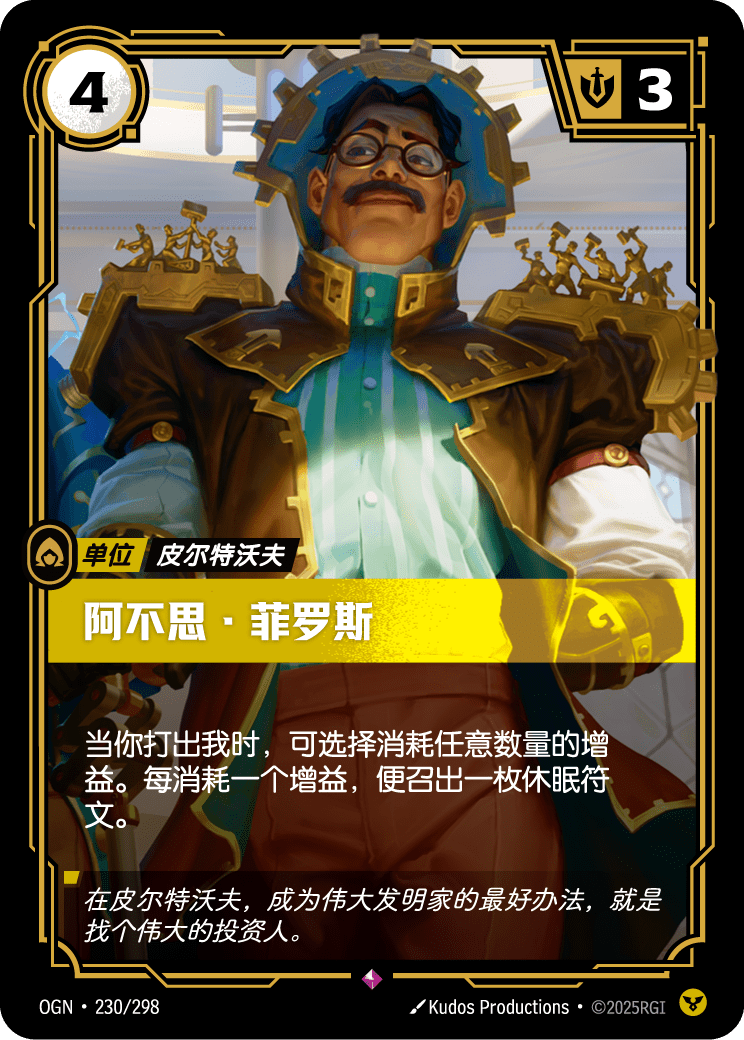 4
3
单位 皮尔特沃夫
阿不思·菲罗斯
当你打出我时，可选择消耗任意数量的增
益。每消耗一个增益，便召出一枚休眠符
文。
在皮尔特沃夫，成为伟大发明家的最好办法，就是
找个伟大的投资人。
OGN • 230/298 Kudos Productions • ©2025RGI